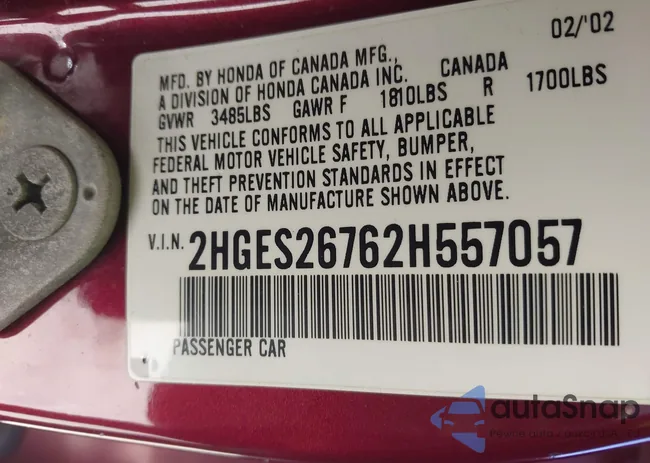 02/'02
MFD. BY HONDA OF CANADA MFG., CANADA
A DIVISION OF HONDA CANADA INC.
GVWR 3485LBS GAWR F 1810LBS R 1700LBS
THIS VEHICLE CONFORMS TO ALL APPLICABLE
FEDERAL MOTOR VEHICLE SAFETY, BUMPER,
AND THEFT PREVENTION STANDARDS IN EFFECT
ON THE DATE OF MANUFACTURE SHOWN ABOVE.
V.I.N. 2HGES26762H557057
PASSENGER CAR
autoSnap